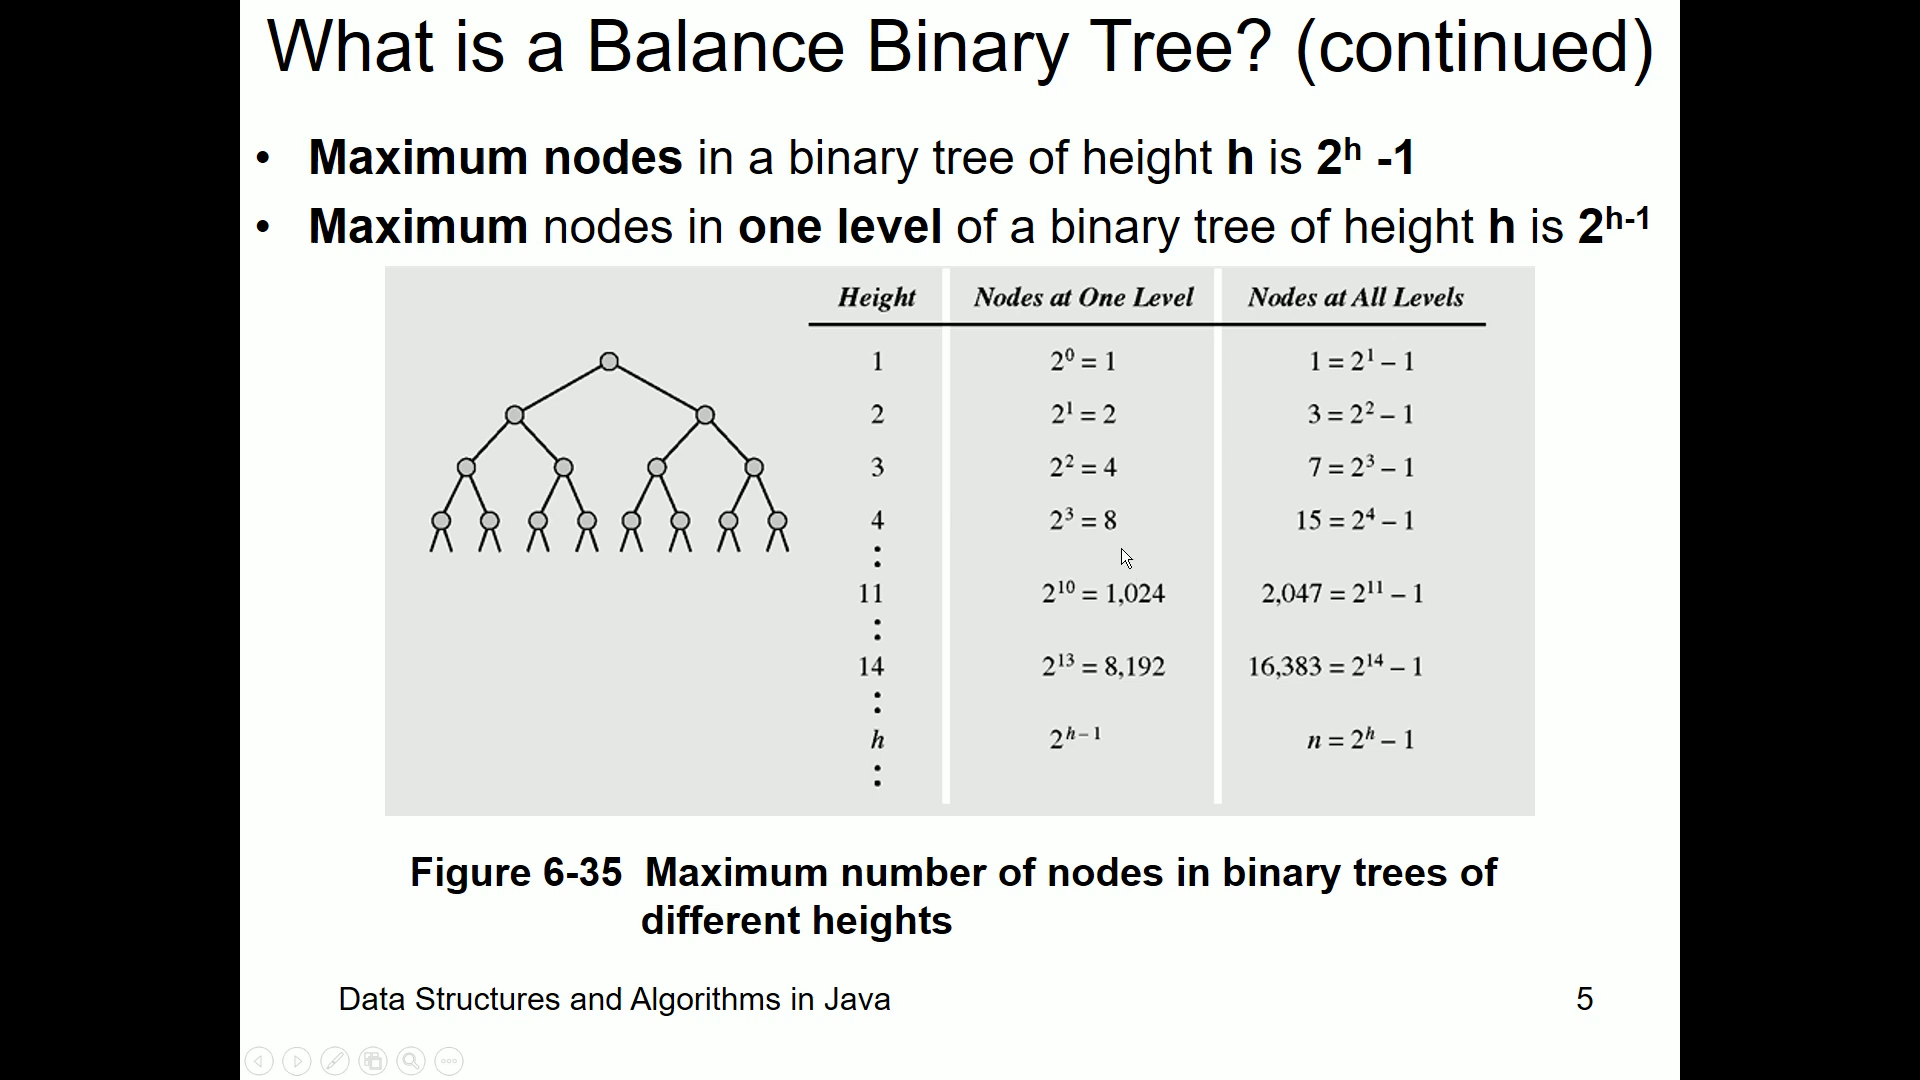 What is a Balance Binary Tree? (continued)
• Maximum nodes in a binary tree of height h is 2ʰ -1
• Maximum nodes in one level of a binary tree of height h is 2ʰ⁻¹
Height Nodes at One Level Nodes at All Levels
1 2⁰ = 1 1 = 2¹ – 1
2 2¹ = 2 3 = 2² – 1
3 2² = 4 7 = 2³ – 1
4 2³ = 8 15 = 2⁴ – 1
⋮
11 2¹⁰ = 1,024 2,047 = 2¹¹ – 1
⋮
14 2¹³ = 8,192 16,383 = 2¹⁴ – 1
⋮
h 2ʰ⁻¹ n = 2ʰ – 1
⋮
Figure 6-35 Maximum number of nodes in binary trees of
different heights
Data Structures and Algorithms in Java 5